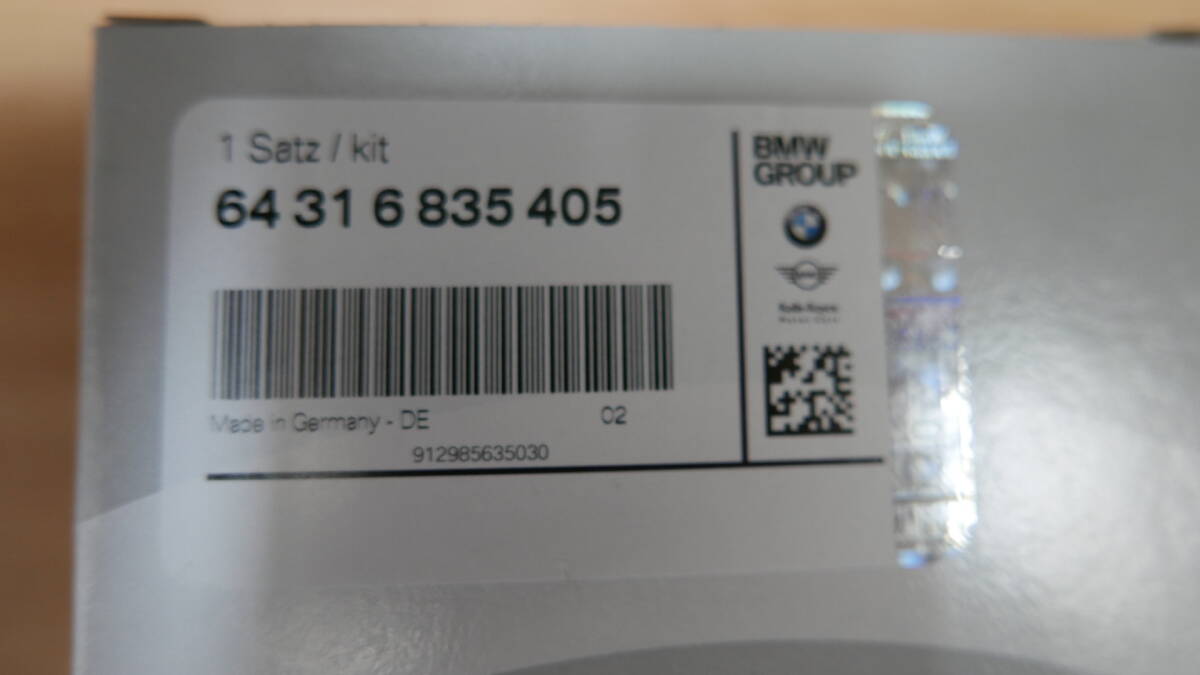 1 Satz / kit
64 31 6 835 405
Made in Germany - DE
02
912985635030
BMW
GROUP